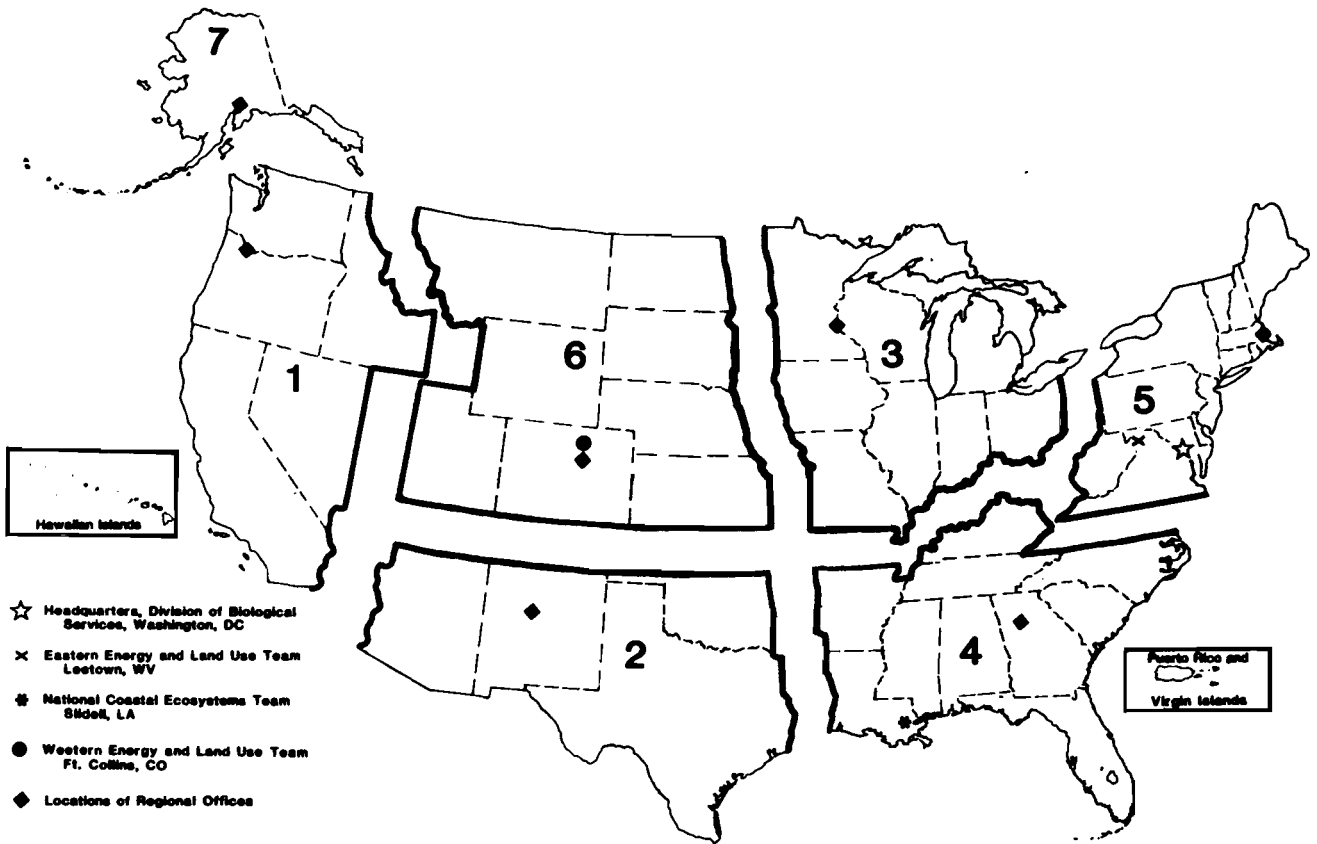 7
6
3
1
5
Hawaiian Islands
☆ Headquarters, Division of Biological
Services, Washington, DC
× Eastern Energy and Land Use Team
Leetown, WV
* National Coastal Ecosystems Team
Slidell, LA
● Western Energy and Land Use Team
Ft. Collins, CO
◆ Locations of Regional Offices
2
4
Puerto Rico and
Virgin Islands